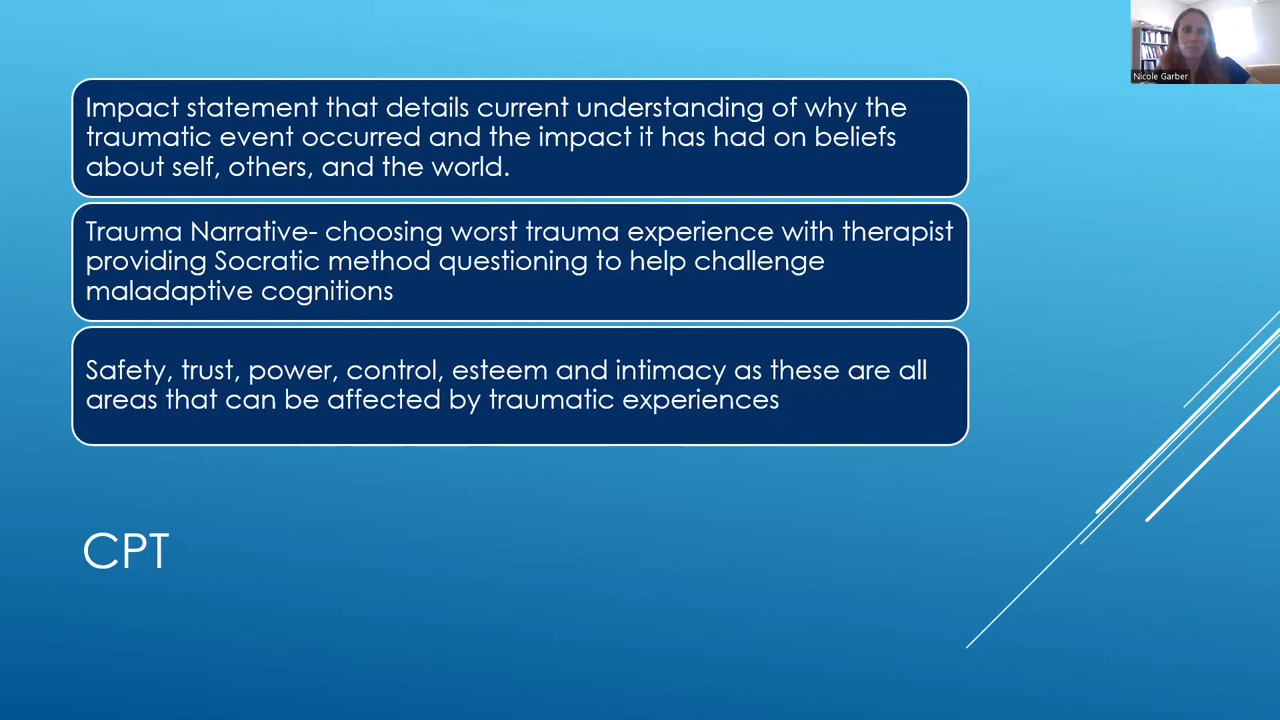 Impact statement that details current understanding of why the
traumatic event occurred and the impact it has had on beliefs
about self, others, and the world.
Trauma Narrative- choosing worst trauma experience with therapist
providing Socratic method questioning to help challenge
maladaptive cognitions
Safety, trust, power, control, esteem and intimacy as these are all
areas that can be affected by traumatic experiences
CPT
Nicole Garber